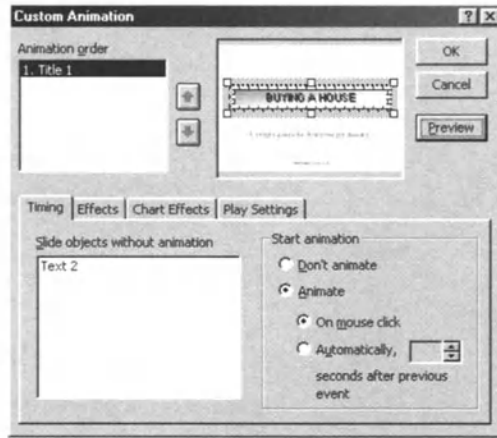 Custom Animation
Animation order
1. Title 1
BUYING A HOUSE
OK
Cancel
Preview
Timing
Effects
Chart Effects
Play Settings
Slide objects without animation
Text 2
Start animation
Don't animate
Animate
On mouse click
Automatically,
seconds after previous
event